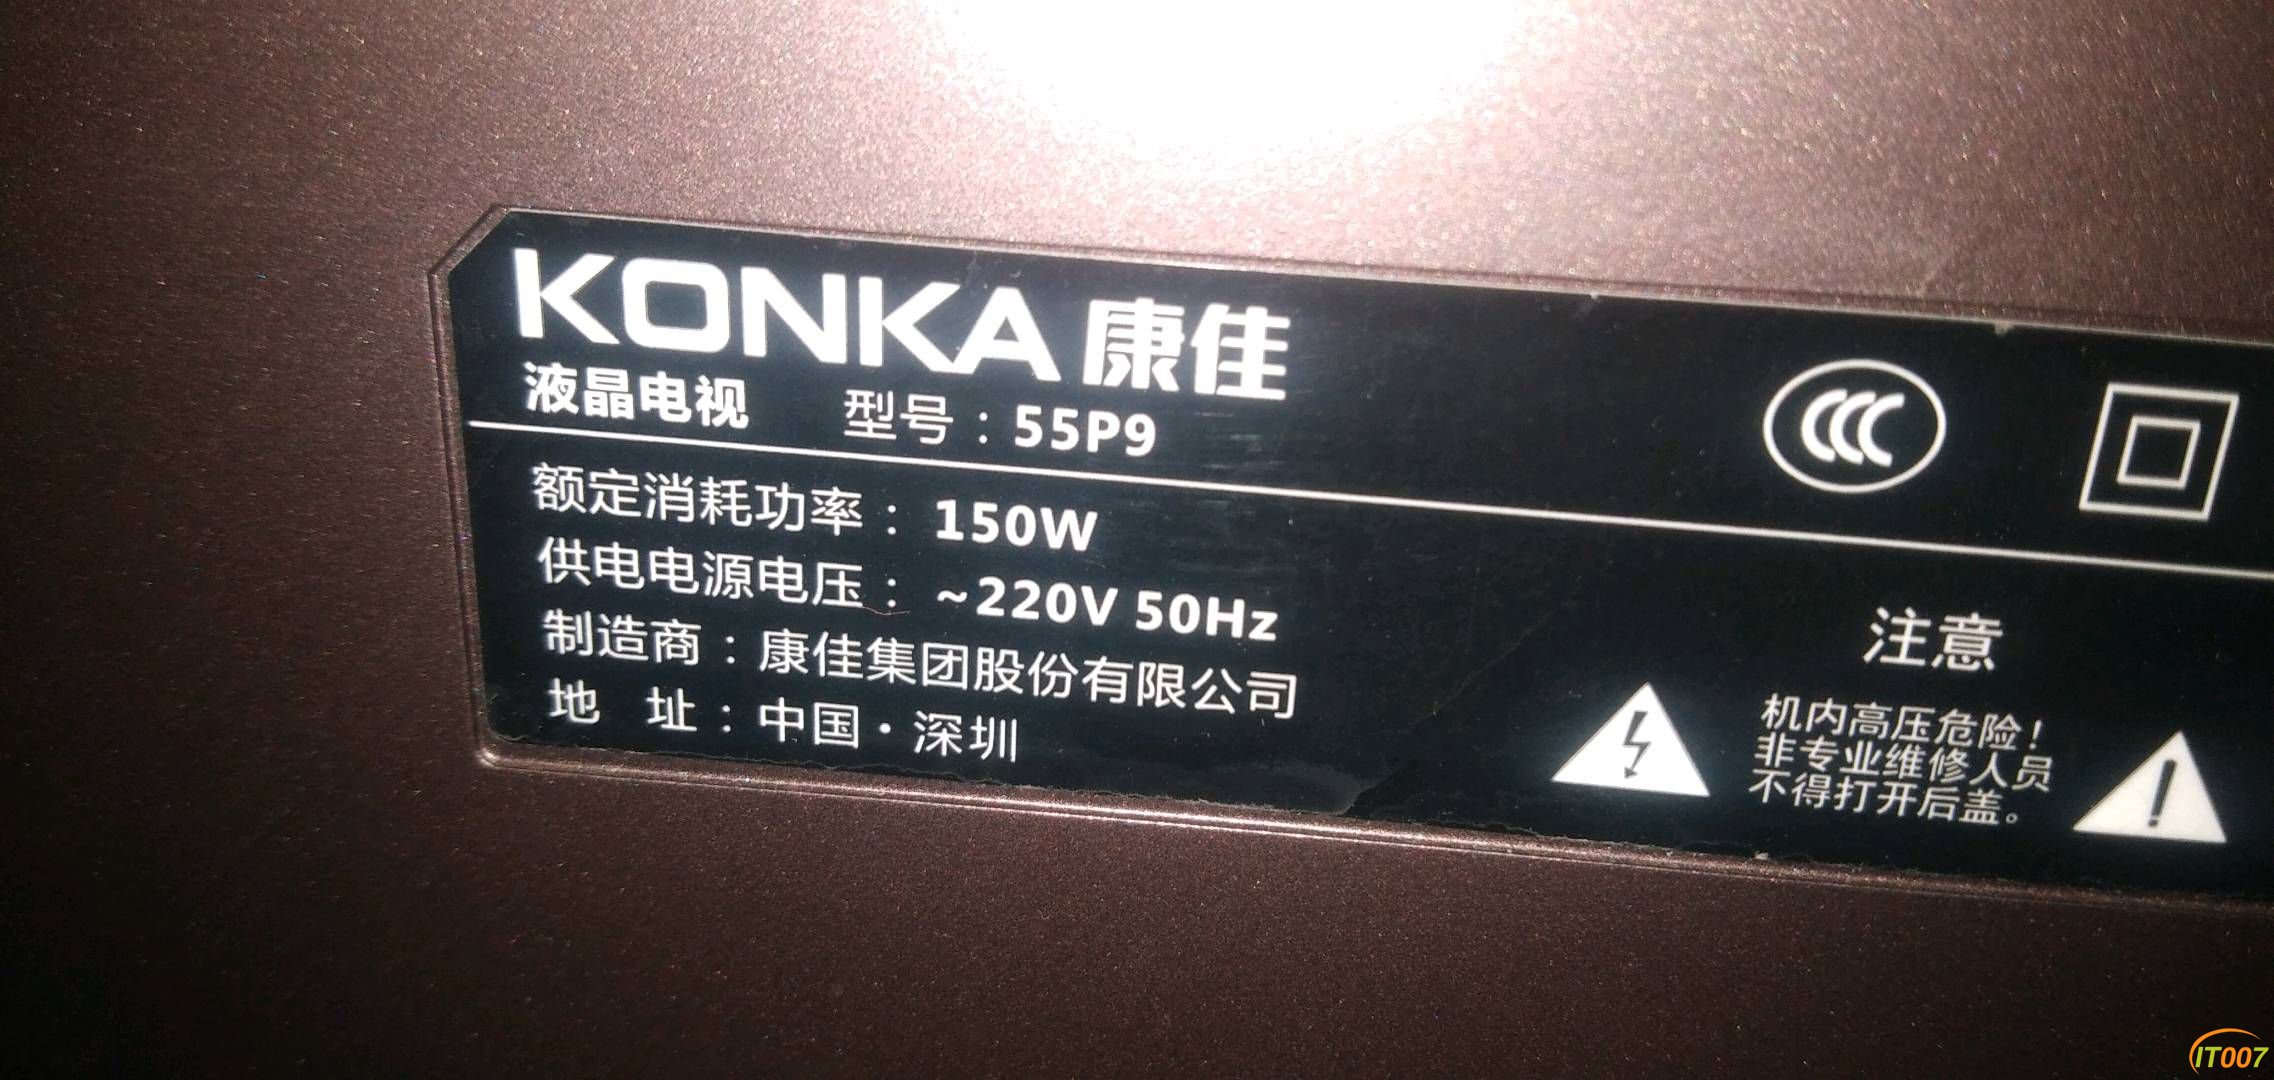 KONKA 康佳
液晶电视 型号：55P9
额定消耗功率：150W
供电电源电压：~220V 50Hz
制造商：康佳集团股份有限公司
地 址：中国·深圳
CCC
注意
机内高压危险！
非专业维修人员
不得打开后盖。
IT007